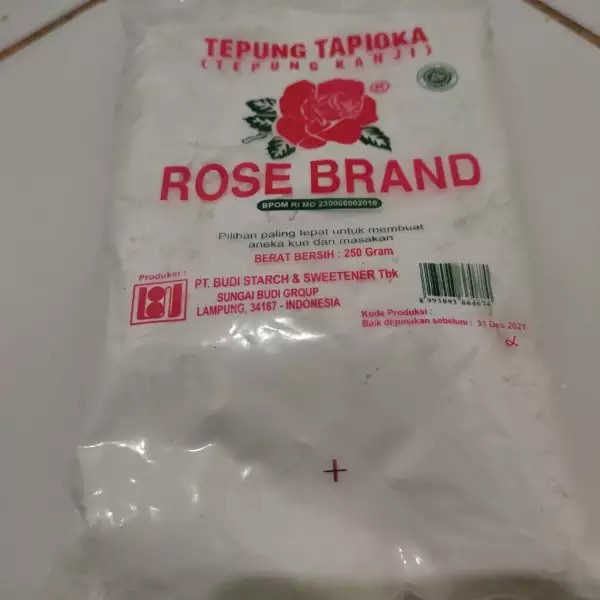 TEPUNG TAPIOKA
(TEPUNG KANJI)
®
ROSE BRAND
BPOM RI MD 230008002010
Pilihan paling tepat untuk membuat
aneka kue dan masakan
BERAT BERSIH : 250 Gram
Produksi :
PT. BUDI STARCH & SWEETENER Tbk
SUNGAI BUDI GROUP
LAMPUNG, 34167 - INDONESIA
Kode Produksi :
Baik digunakan sebelum : 31 Des 2021